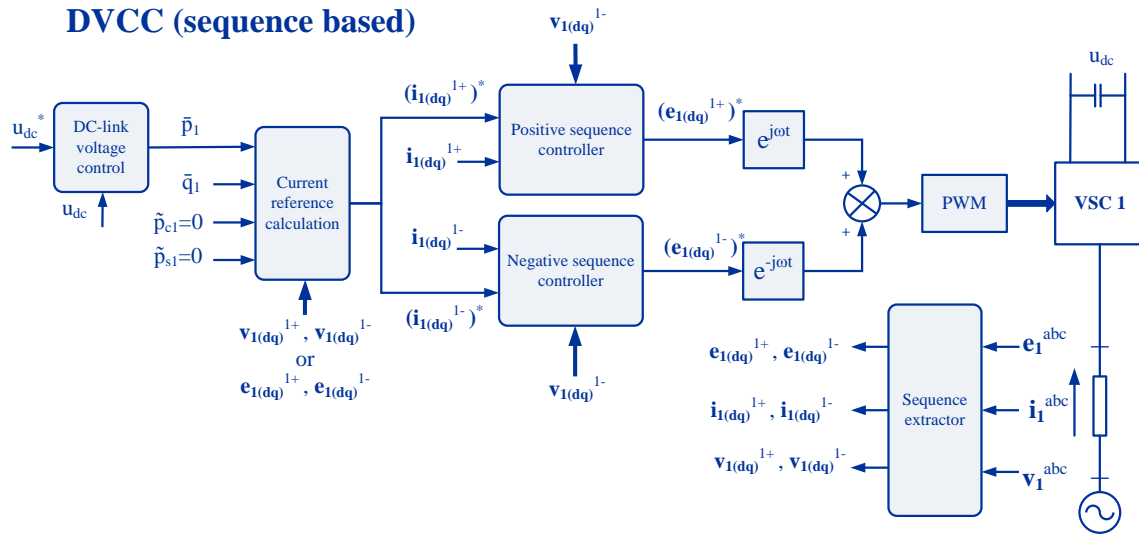 DVCC (sequence based)
v1(dq)1-
udc
(i1(dq)1+)*
(e1(dq)1+)*
udc*
DC-link
voltage
control
p̄1
Positive sequence
controller
ejωt
i1(dq)1+
+
udc
q̄1
Current
reference
calculation
PWM
VSC 1
p̃c1=0
i1(dq)1-
(e1(dq)1-)*
+
p̃s1=0
Negative sequence
controller
e-jωt
(i1(dq)1-)*
v1(dq)1+, v1(dq)1-
or
e1(dq)1+, e1(dq)1-
v1(dq)1-
e1(dq)1+, e1(dq)1-
e1abc
Sequence
extractor
i1(dq)1+, i1(dq)1-
i1abc
v1(dq)1+, v1(dq)1-
v1abc